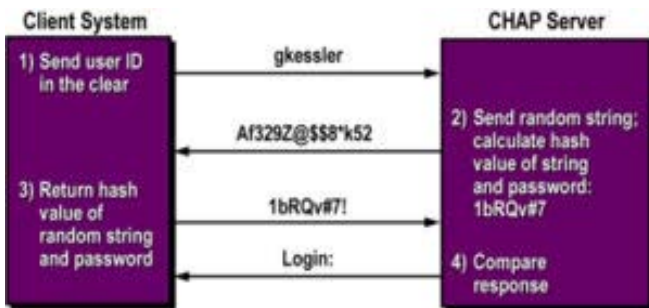 Client System
CHAP Server
1) Send user ID
in the clear
gkessler
Af329Z@$$8*k52
2) Send random string;
calculate hash
value of string
and password:
1bRQv#7
3) Return hash
value of
random string
and password
1bRQv#7!
Login:
4) Compare
response